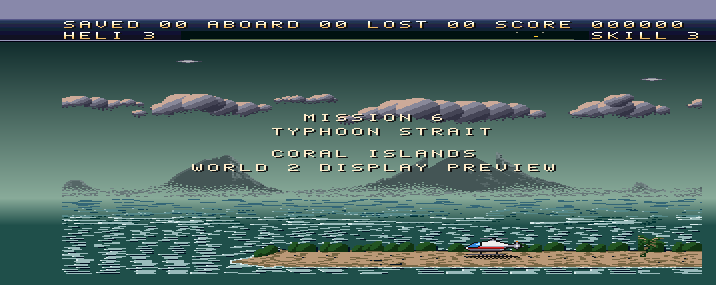 SAVED 00 ABOARD 00 LOST 00 SCORE 000000
HELI 3 SKILL 3
MISSION 6
TYPHOON STRAIT
CORAL ISLANDS
WORLD 2 DISPLAY PREVIEW